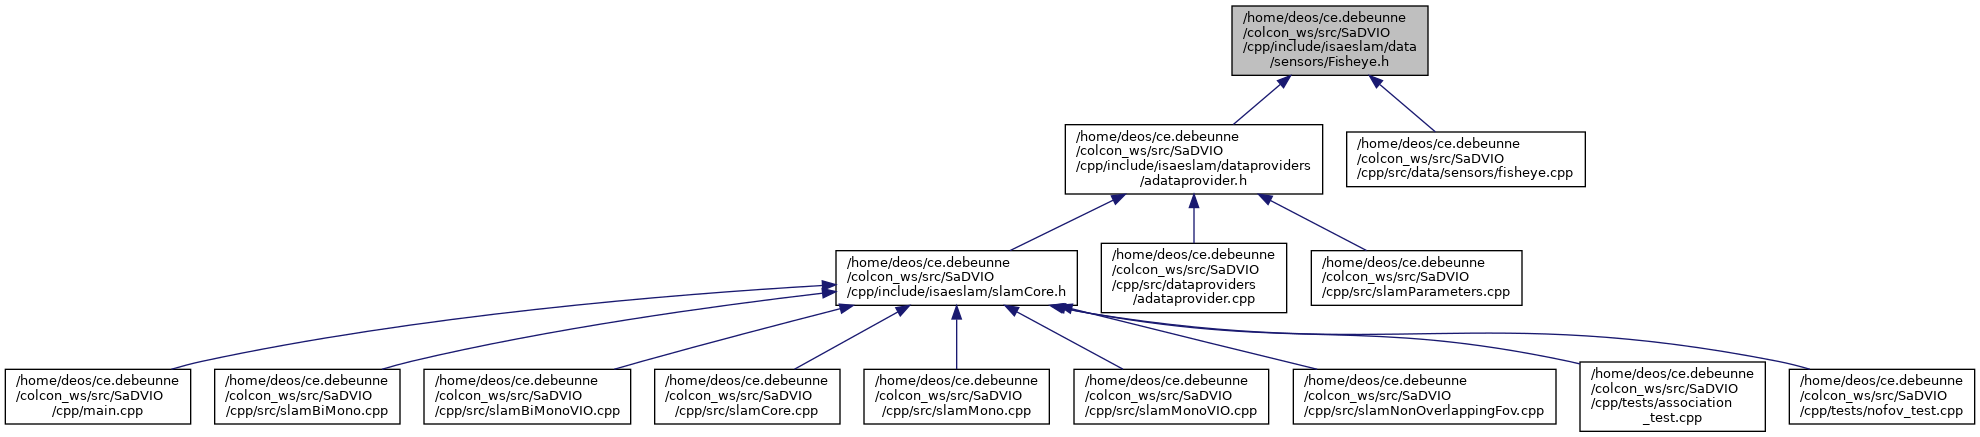 /home/deos/ce.debeunne
/colcon_ws/src/SaDVIO
/cpp/include/isaeslam/data
/sensors/Fisheye.h
/home/deos/ce.debeunne
/colcon_ws/src/SaDVIO
/cpp/include/isaeslam/dataproviders
/adataprovider.h
/home/deos/ce.debeunne
/colcon_ws/src/SaDVIO
/cpp/src/data/sensors/fisheye.cpp
/home/deos/ce.debeunne
/colcon_ws/src/SaDVIO
/cpp/include/isaeslam/slamCore.h
/home/deos/ce.debeunne
/colcon_ws/src/SaDVIO
/cpp/src/dataproviders
/adataprovider.cpp
/home/deos/ce.debeunne
/colcon_ws/src/SaDVIO
/cpp/src/slamParameters.cpp
/home/deos/ce.debeunne
/colcon_ws/src/SaDVIO
/cpp/main.cpp
/home/deos/ce.debeunne
/colcon_ws/src/SaDVIO
/cpp/src/slamBiMono.cpp
/home/deos/ce.debeunne
/colcon_ws/src/SaDVIO
/cpp/src/slamBiMonoVIO.cpp
/home/deos/ce.debeunne
/colcon_ws/src/SaDVIO
/cpp/src/slamCore.cpp
/home/deos/ce.debeunne
/colcon_ws/src/SaDVIO
/cpp/src/slamMono.cpp
/home/deos/ce.debeunne
/colcon_ws/src/SaDVIO
/cpp/src/slamMonoVIO.cpp
/home/deos/ce.debeunne
/colcon_ws/src/SaDVIO
/cpp/src/slamNonOverlappingFov.cpp
/home/deos/ce.debeunne
/colcon_ws/src/SaDVIO
/cpp/tests/association
_test.cpp
/home/deos/ce.debeunne
/colcon_ws/src/SaDVIO
/cpp/tests/nofov_test.cpp